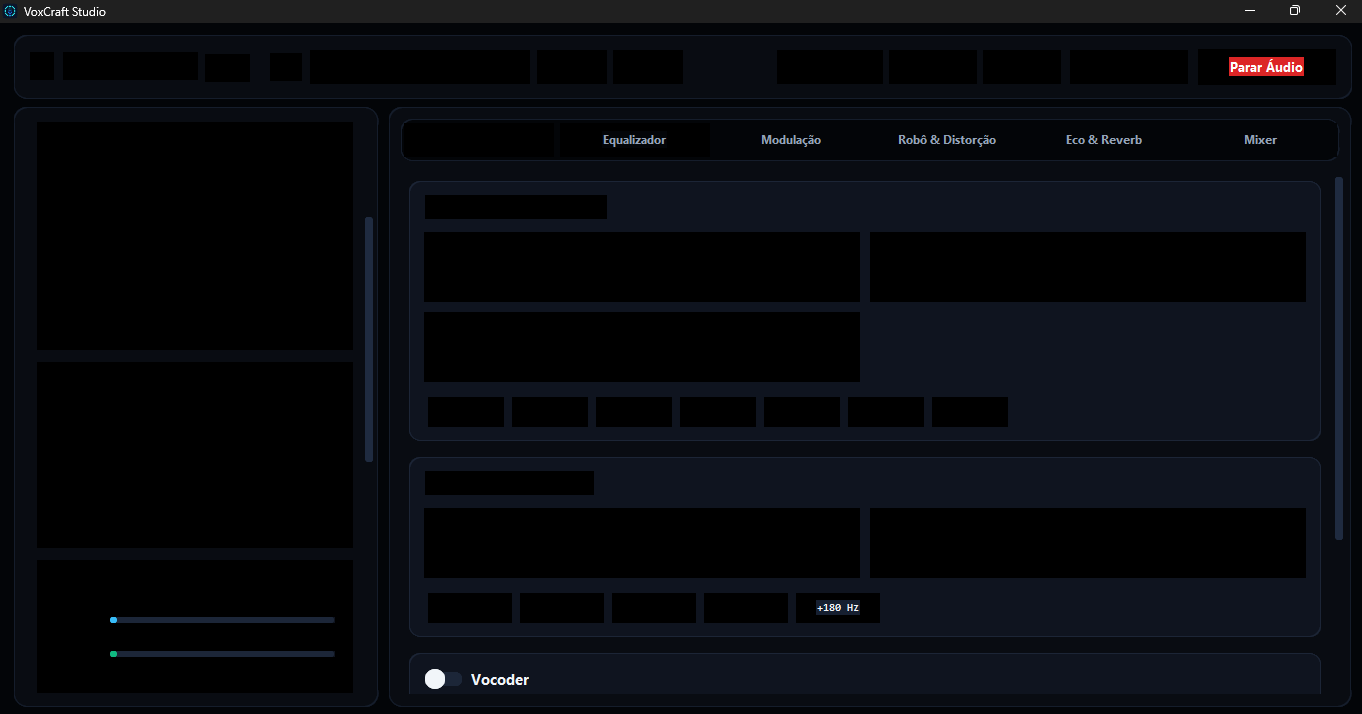 VoxCraft Studio
Parar Áudio
Equalizador
Modulação
Robô & Distorção
Eco & Reverb
Mixer
+180 Hz
Vocoder